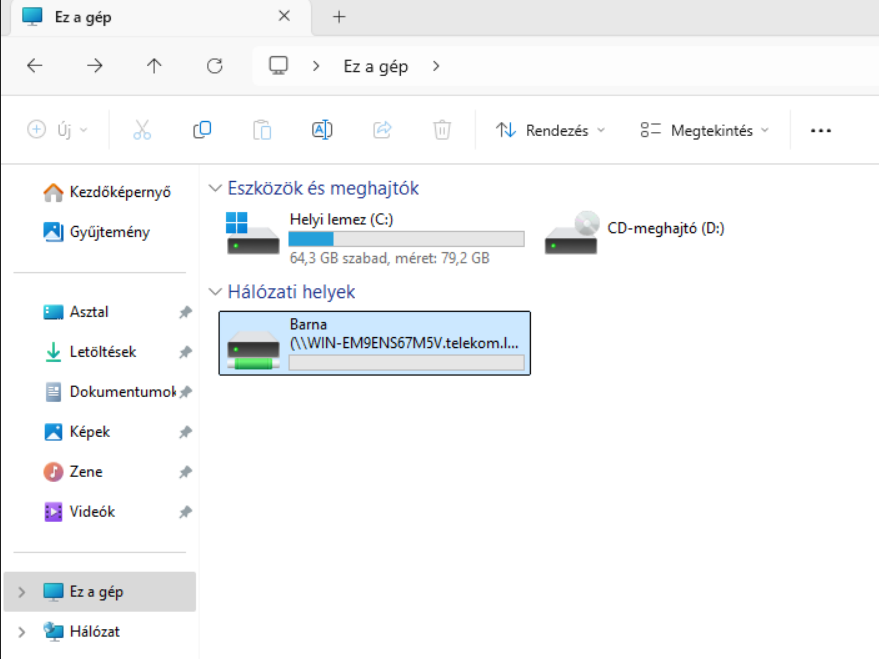 Ez a gép
Ez a gép
Új
Rendezés
Megtekintés
Kezdőképernyő
Gyűjtemény
Asztal
Letöltések
Dokumentumok
Képek
Zene
Videók
Ez a gép
Hálózat
Eszközök és meghajtók
Helyi lemez (C:)
64,3 GB szabad, méret: 79,2 GB
CD-meghajtó (D:)
Hálózati helyek
Barna
(\\WIN-EM9ENS67M5V.telekom.l...